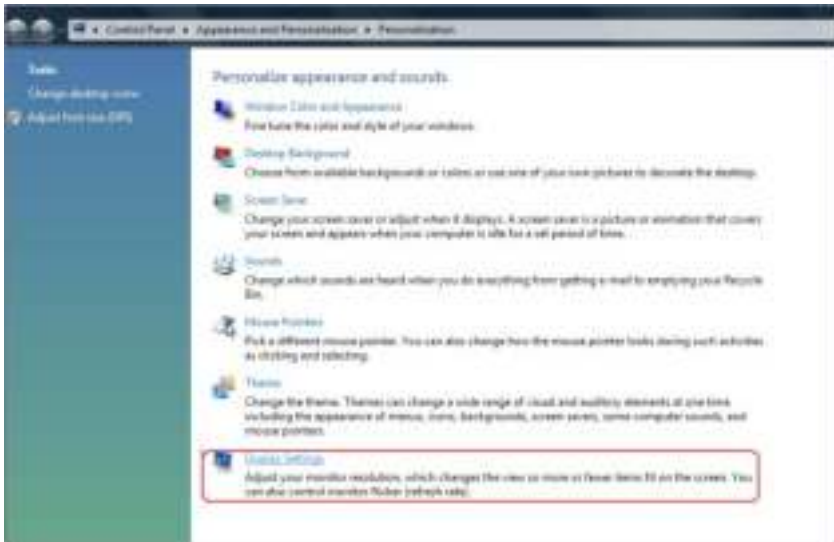 Control Panel ▸ Appearance and Personalization ▸ Personalization
Tasks
Change desktop icons
Adjust font size (DPI)
Personalize appearance and sounds
Window Color and Appearance
Fine tune the color and style of your windows.
Desktop Background
Choose from available backgrounds or colors or use one of your own pictures to decorate the desktop.
Screen Saver
Change your screen saver or adjust when it displays. A screen saver is a picture or animation that covers
your screen and appears when your computer is idle for a set period of time.
Sounds
Change which sounds are heard when you do everything from getting e-mail to emptying your Recycle
Bin.
Mouse Pointers
Pick a different mouse pointer. You can also change how the mouse pointer looks during such activities
as clicking and selecting.
Theme
Change the theme. Themes can change a wide range of visual and auditory elements at one time
including the appearance of menus, icons, backgrounds, screen savers, some computer sounds, and
mouse pointers.
Display Settings
Adjust your monitor resolution, which changes the view so more or fewer items fit on the screen. You
can also control monitor flicker (refresh rate).